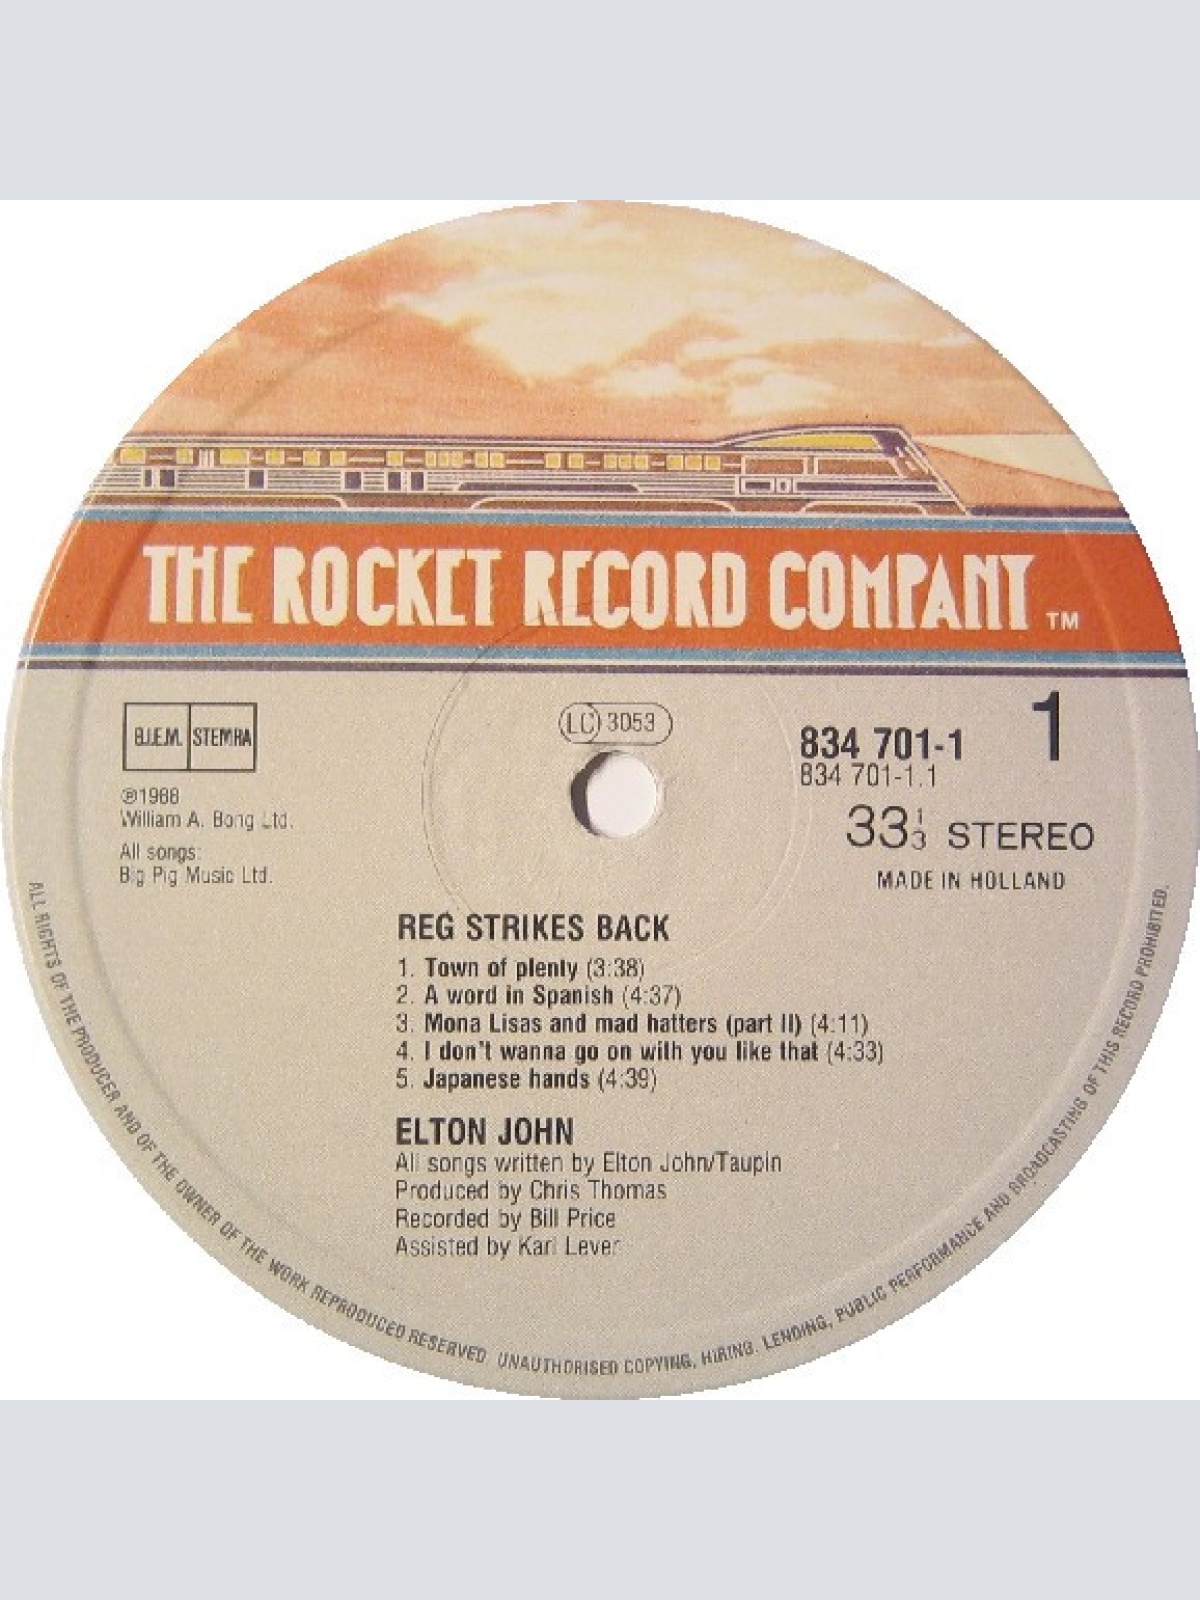 THE ROCKET RECORD COMPANY TM
B.I.E.M. STEMRA
LC 3053
834 701-1
1
834 701-1.1
33 1/3 STEREO
MADE IN HOLLAND
℗1988
William A. Bong Ltd.
All songs:
Big Pig Music Ltd.
REG STRIKES BACK
1. Town of plenty (3:38)
2. A word in Spanish (4:37)
3. Mona Lisas and mad hatters (part II) (4:11)
4. I don't wanna go on with you like that (4:33)
5. Japanese hands (4:39)
ELTON JOHN
All songs written by Elton John/Taupin
Produced by Chris Thomas
Recorded by Bill Price
Assisted by Karl Lever
ALL RIGHTS OF THE PRODUCER AND OF THE OWNER OF THE WORK REPRODUCED RESERVED. UNAUTHORISED COPYING, HIRING, LENDING, PUBLIC PERFORMANCE AND BROADCASTING OF THIS RECORD PROHIBITED.